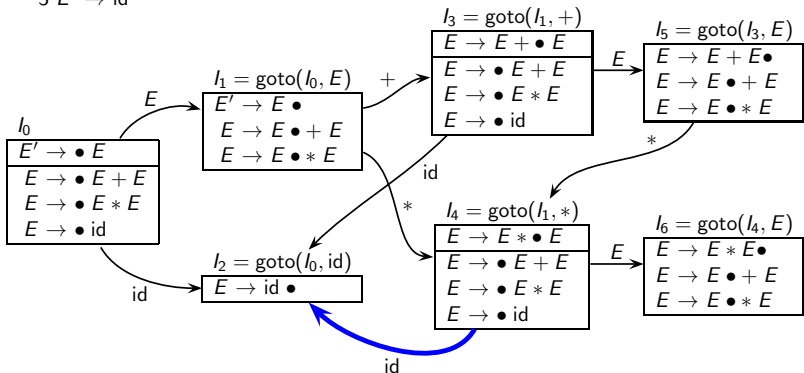 3 E → id
I₀
E′ → • E
E → • E + E
E → • E * E
E → • id
E
id
I₁ = goto(I₀, E)
E′ → E •
E → E • + E
E → E • * E
+
*
I₂ = goto(I₀, id)
E → id •
I₃ = goto(I₁, +)
E → E + • E
E → • E + E
E → • E * E
E → • id
id
E
I₄ = goto(I₁, *)
E → E * • E
E → • E + E
E → • E * E
E → • id
id
E
I₅ = goto(I₃, E)
E → E + E•
E → E • + E
E → E • * E
*
I₆ = goto(I₄, E)
E → E * E•
E → E • + E
E → E • * E